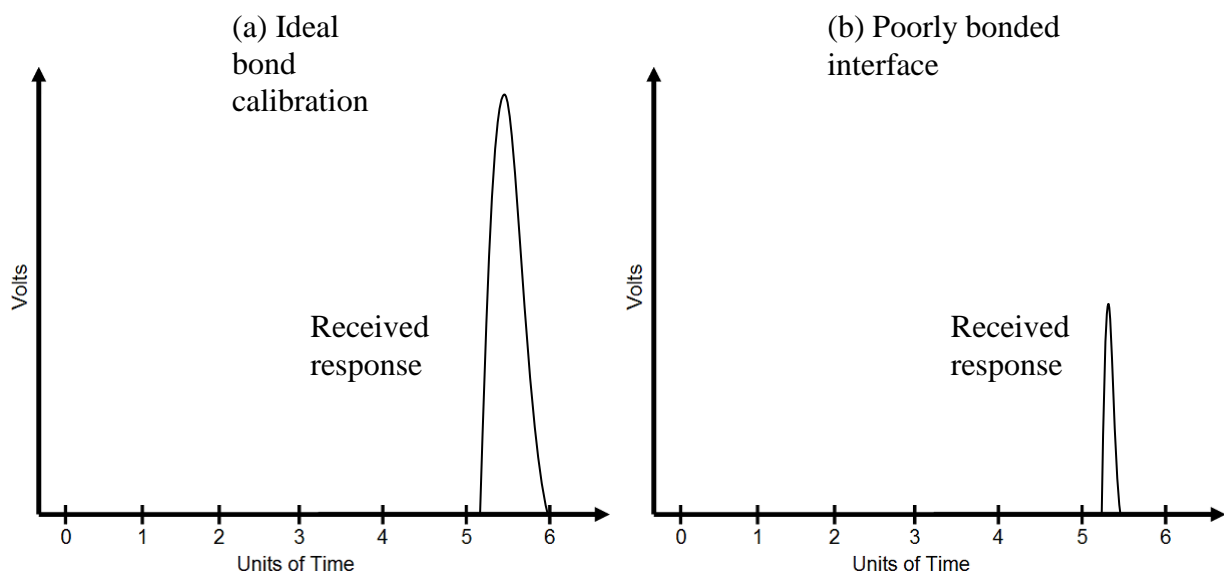 (a) Ideal
bond
calibration
Volts
Received
response
0 1 2 3 4 5 6
Units of Time
(b) Poorly bonded
interface
Volts
Received
response
0 1 2 3 4 5 6
Units of Time